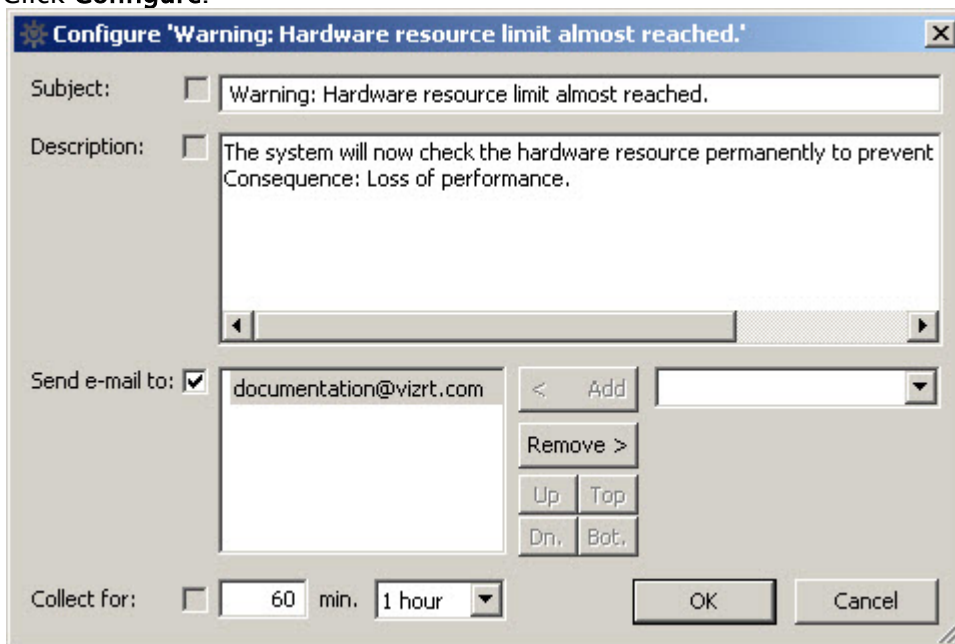 Click Configure.
Configure 'Warning: Hardware resource limit almost reached.'
Subject: Warning: Hardware resource limit almost reached.
Description: The system will now check the hardware resource permanently to prevent
Consequence: Loss of performance.
Send e-mail to: documentation@vizrt.com < Add
Remove >
Up Top
Dn. Bot.
Collect for: 60 min. 1 hour OK Cancel